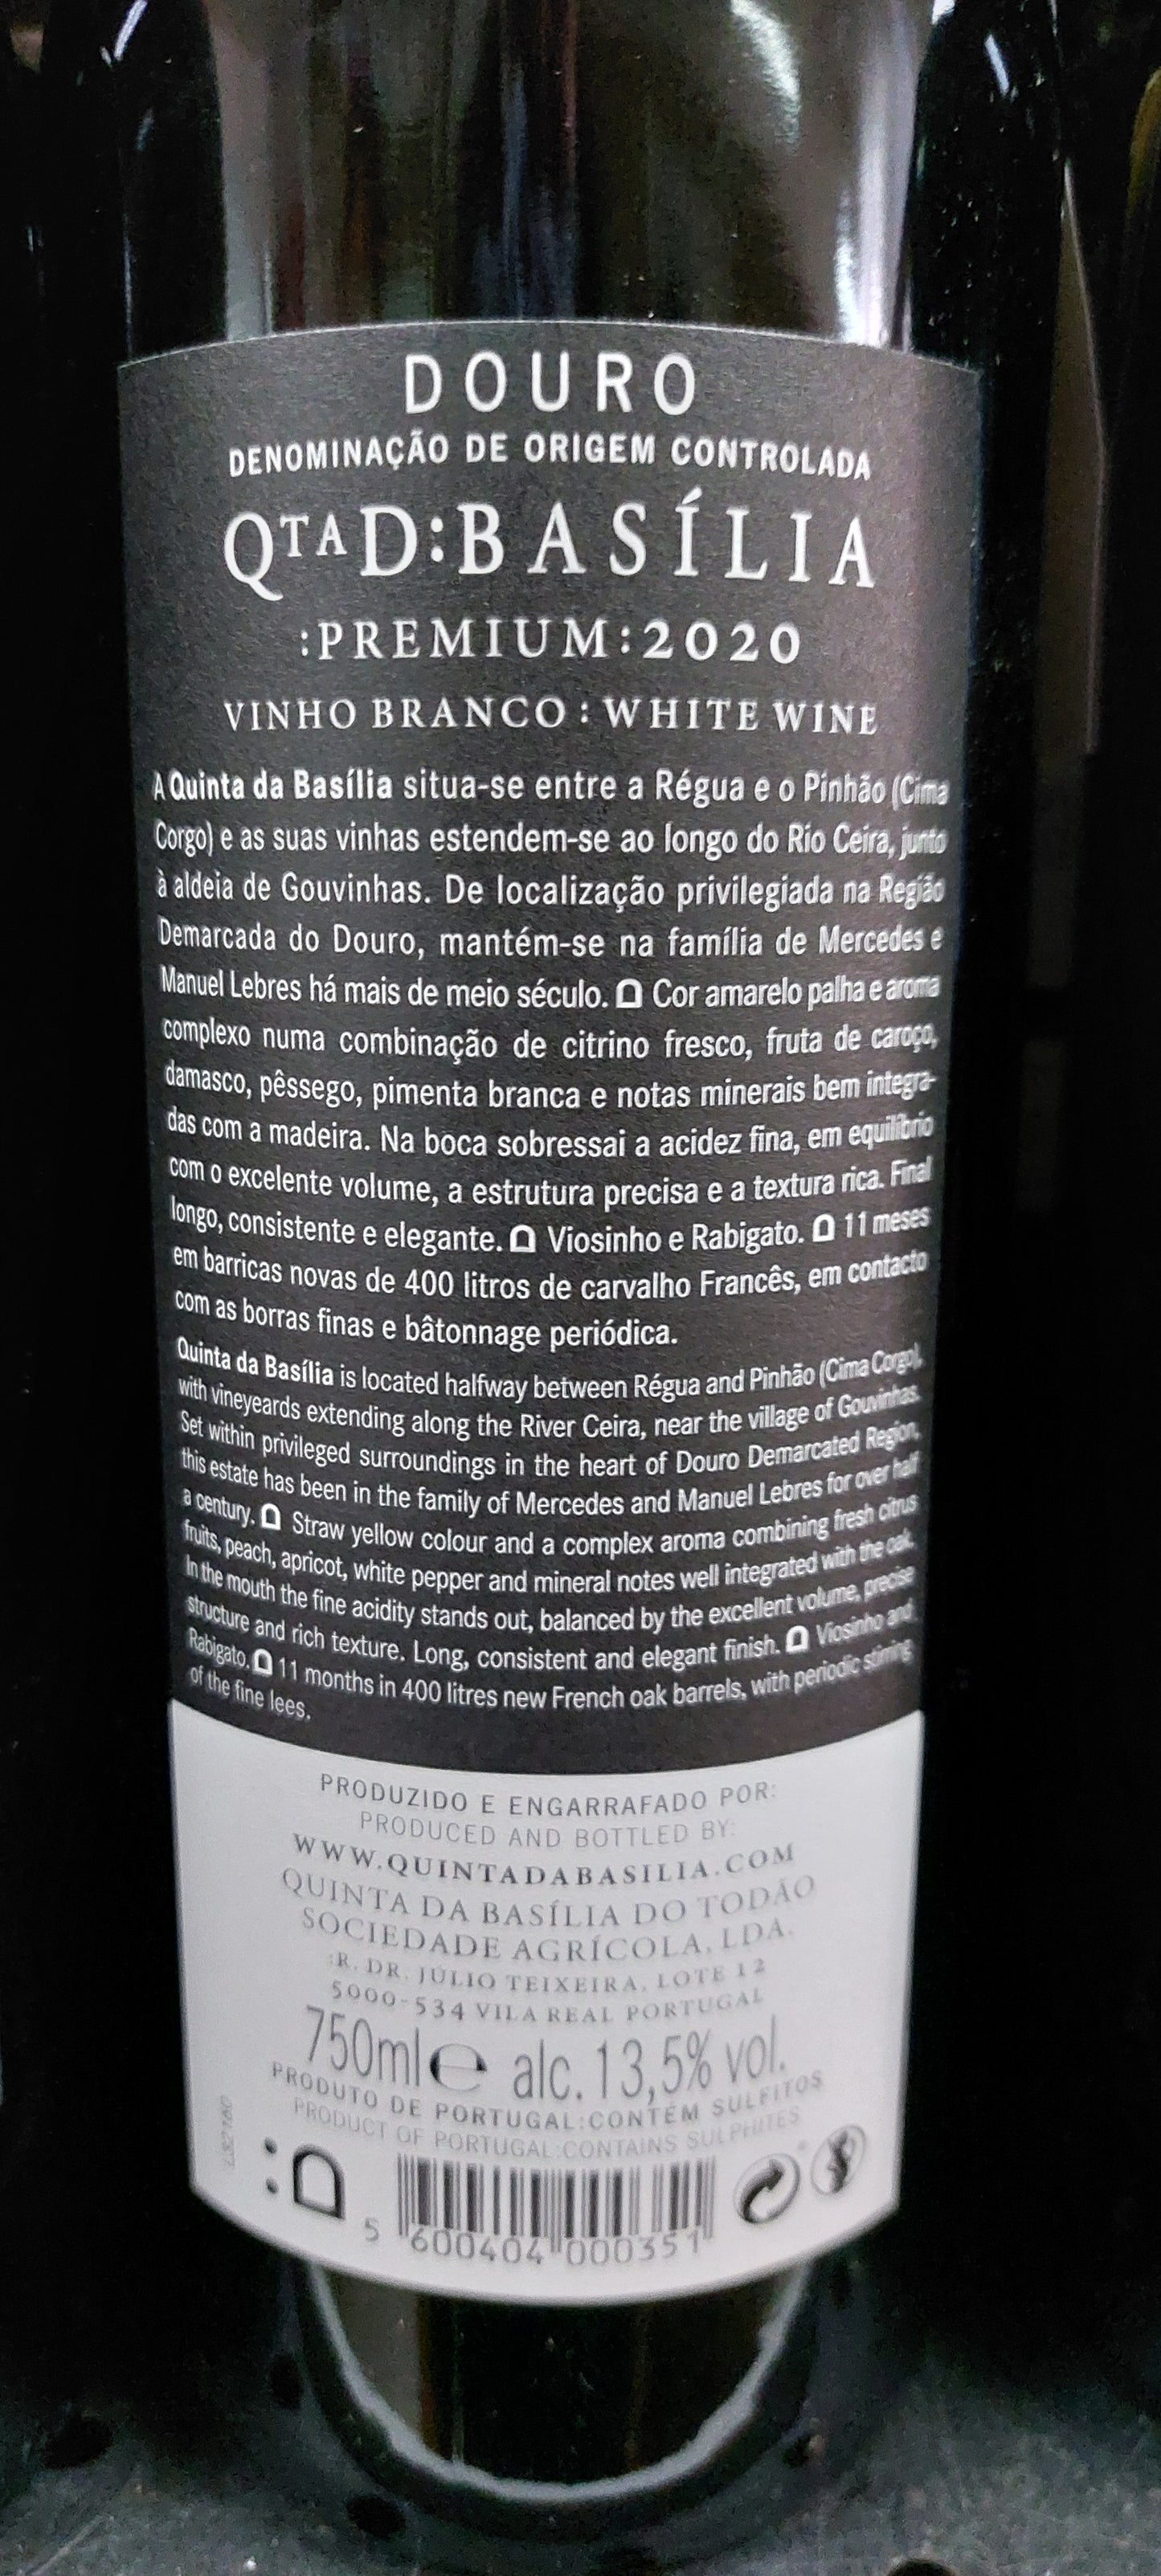 DOURO
DENOMINAÇÃO DE ORIGEM CONTROLADA
QTAD:BASÍLIA
:PREMIUM:2020
VINHO BRANCO : WHITE WINE
A Quinta da Basília situa-se entre a Régua e o Pinhão (Cima
Corgo) e as suas vinhas estendem-se ao longo do Rio Ceira, junto
à aldeia de Gouvinhas. De localização privilegiada na Região
Demarcada do Douro, mantém-se na família de Mercedes e
Manuel Lebres há mais de meio século. Cor amarelo palha e aroma
complexo numa combinação de citrino fresco, fruta de caroço,
damasco, pêssego, pimenta branca e notas minerais bem integra-
das com a madeira. Na boca sobressai a acidez fina, em equilíbrio
com o excelente volume, a estrutura precisa e a textura rica. Final
longo, consistente e elegante. Viosinho e Rabigato. 11 meses
em barricas novas de 400 litros de carvalho Francês, em contacto
com as borras finas e bâtonnage periódica.
Quinta da Basília is located halfway between Régua and Pinhão (Cima Corgo),
with vineyeards extending along the River Ceira, near the village of Gouvinhas.
Set within privileged surroundings in the heart of Douro Demarcated Region,
this estate has been in the family of Mercedes and Manuel Lebres for over half
a century. Straw yellow colour and a complex aroma combining fresh citrus
fruits, peach, apricot, white pepper and mineral notes well integrated with the oak.
In the mouth the fine acidity stands out, balanced by the excellent volume, precise
structure and rich texture. Long, consistent and elegant finish. Viosinho and
Rabigato. 11 months in 400 litres new French oak barrels, with periodic stirring
of the fine lees.
PRODUZIDO E ENGARRAFADO POR:
PRODUCED AND BOTTLED BY:
WWW.QUINTADABASILIA.COM
QUINTA DA BASÍLIA DO TODÃO
SOCIEDADE AGRÍCOLA, LDA.
:R. DR. JÚLIO TEIXEIRA, LOTE 12
5000-534 VILA REAL PORTUGAL
750ml e alc. 13,5% vol.
PRODUTO DE PORTUGAL:CONTÉM SULFITOS
PRODUCT OF PORTUGAL:CONTAINS SULPHITES
:D
5 600404 000351